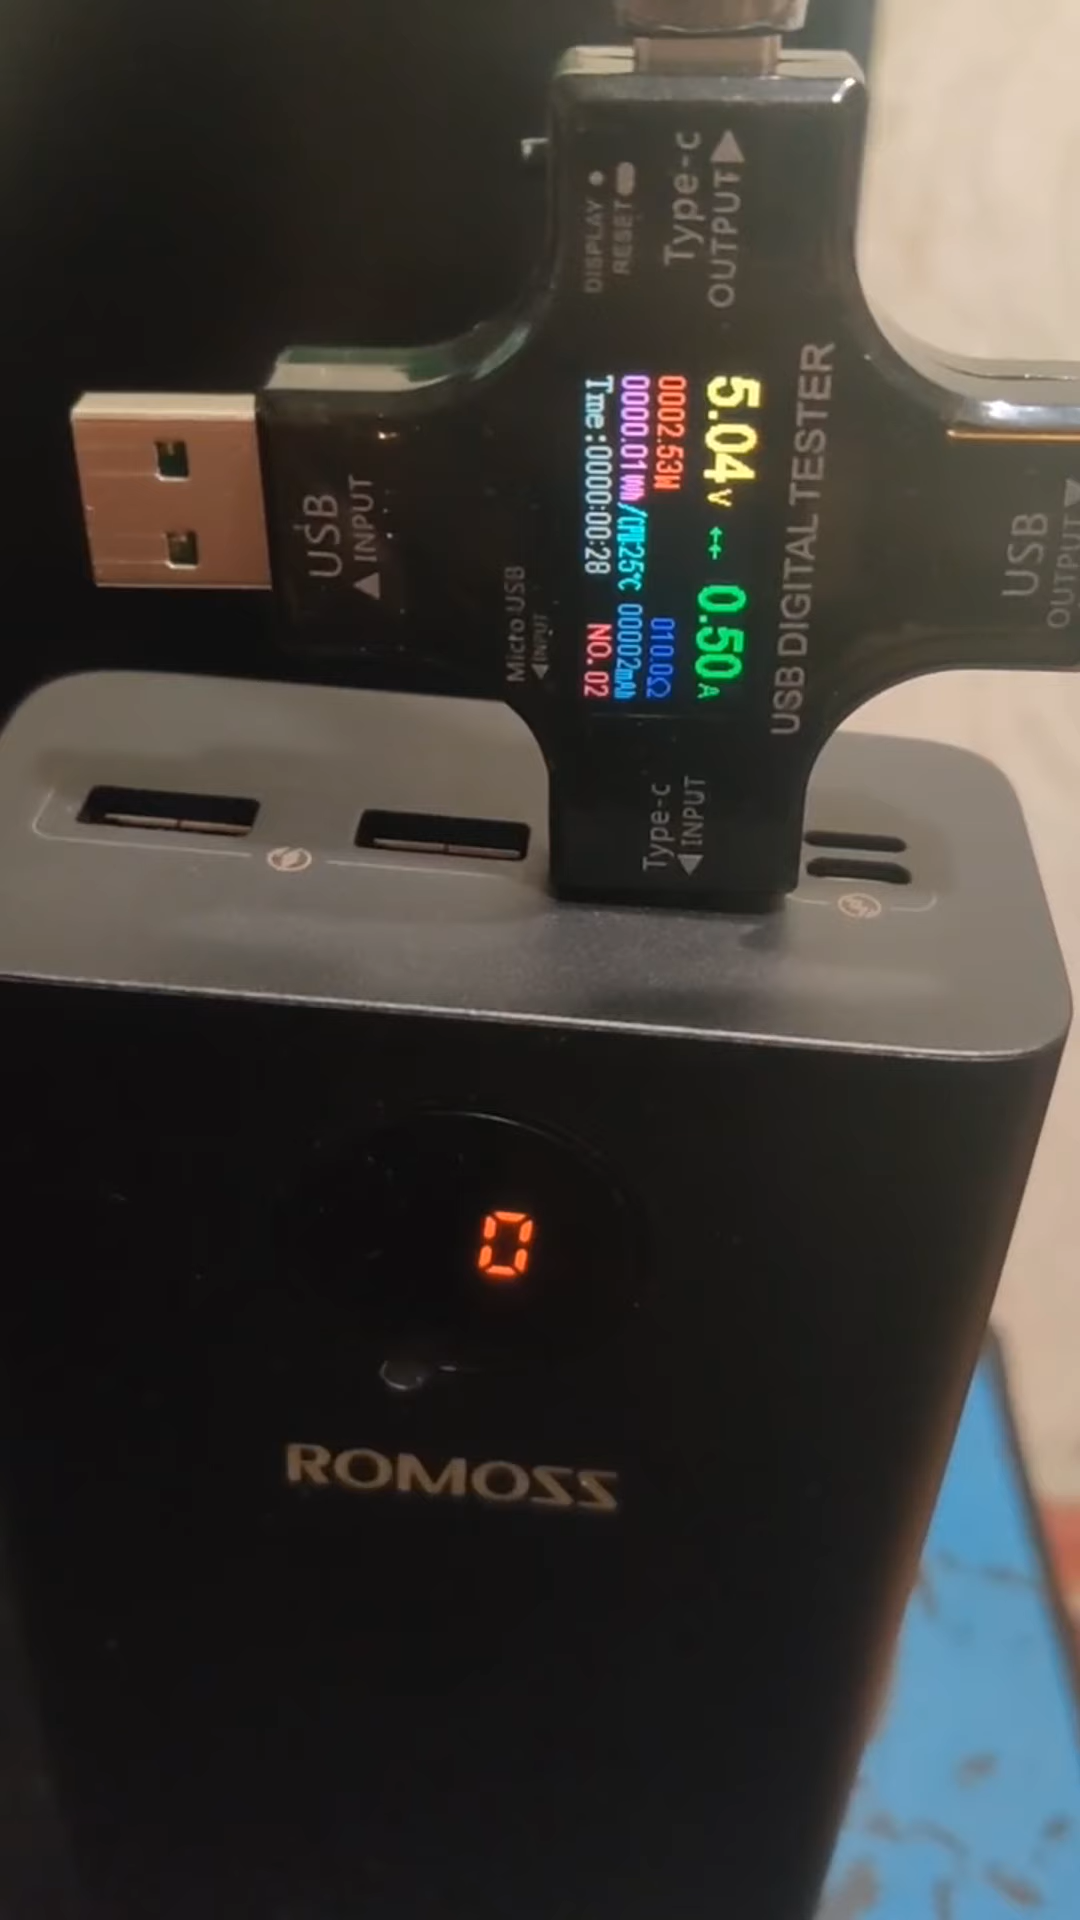 DISPLAY ●
RESET
Type-c
OUTPUT▶
5.04V ↔ 0.50A
0002.53W 010.0Ω
0000.01Wh/CPU:25℃ 00002mAh
Tme:0000:00:28 NO.02
USB DIGITAL TESTER
USB
▲INPUT
Micro USB
◀INPUT
USB
OUTPUT▶
Type-c
◀INPUT
0
ROMOSS